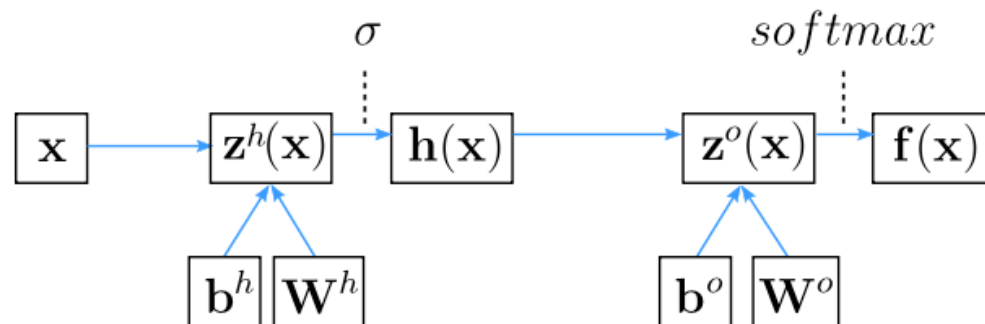 σ softmax
x z^h(x) h(x) z^o(x) f(x)
b^h W^h b^o W^o